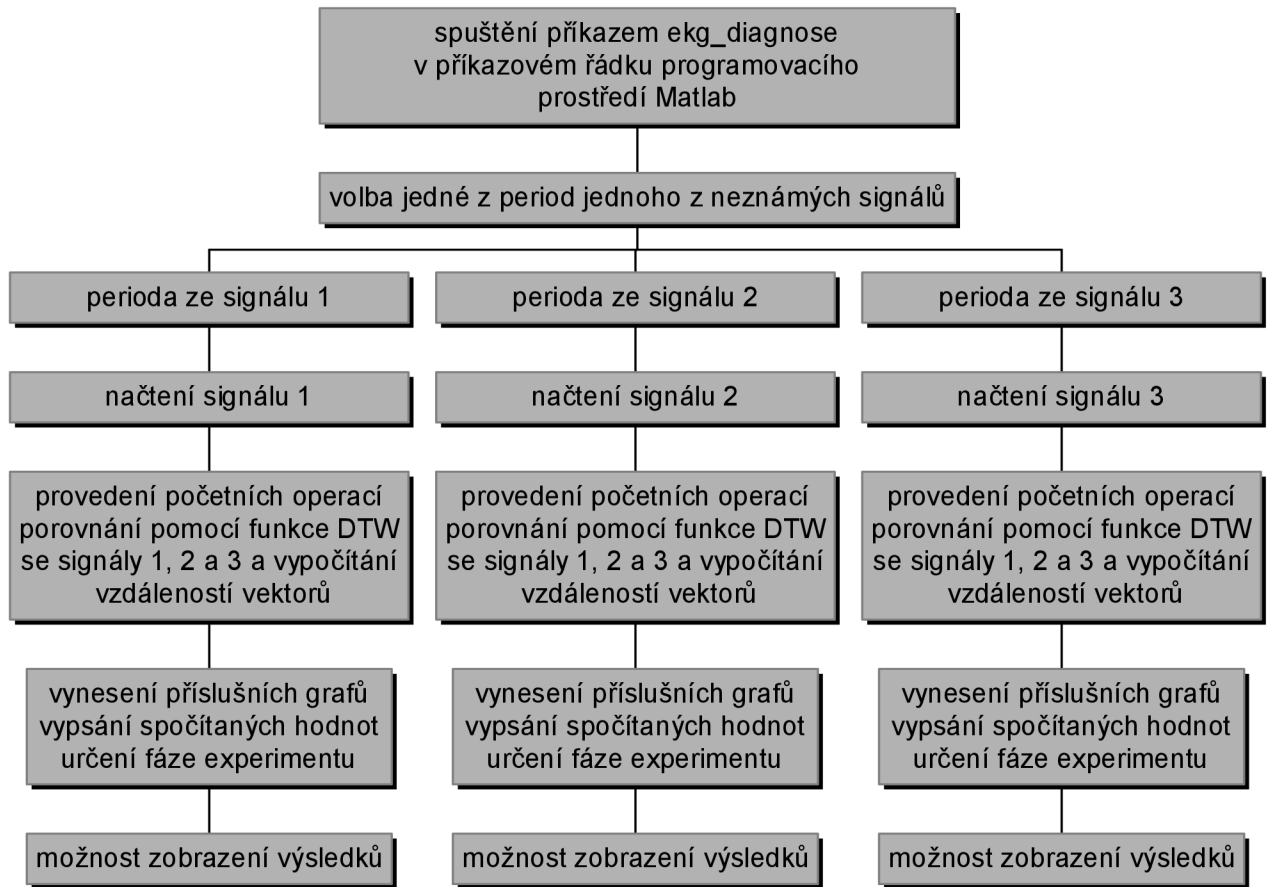 spuštění příkazem ekg_diagnose
v příkazovém řádku programovacího
prostředí Matlab
volba jedné z period jednoho z neznámých signálů
perioda ze signálu 1
perioda ze signálu 2
perioda ze signálu 3
načtení signálu 1
načtení signálu 2
načtení signálu 3
provedení početních operací
porovnání pomocí funkce DTW
se signály 1, 2 a 3 a vypočítání
vzdáleností vektorů
provedení početních operací
porovnání pomocí funkce DTW
se signály 1, 2 a 3 a vypočítání
vzdáleností vektorů
provedení početních operací
porovnání pomocí funkce DTW
se signály 1, 2 a 3 a vypočítání
vzdáleností vektorů
vynesení příslušních grafů
vypsání spočítaných hodnot
určení fáze experimentu
vynesení příslušních grafů
vypsání spočítaných hodnot
určení fáze experimentu
vynesení příslušních grafů
vypsání spočítaných hodnot
určení fáze experimentu
možnost zobrazení výsledků
možnost zobrazení výsledků
možnost zobrazení výsledků